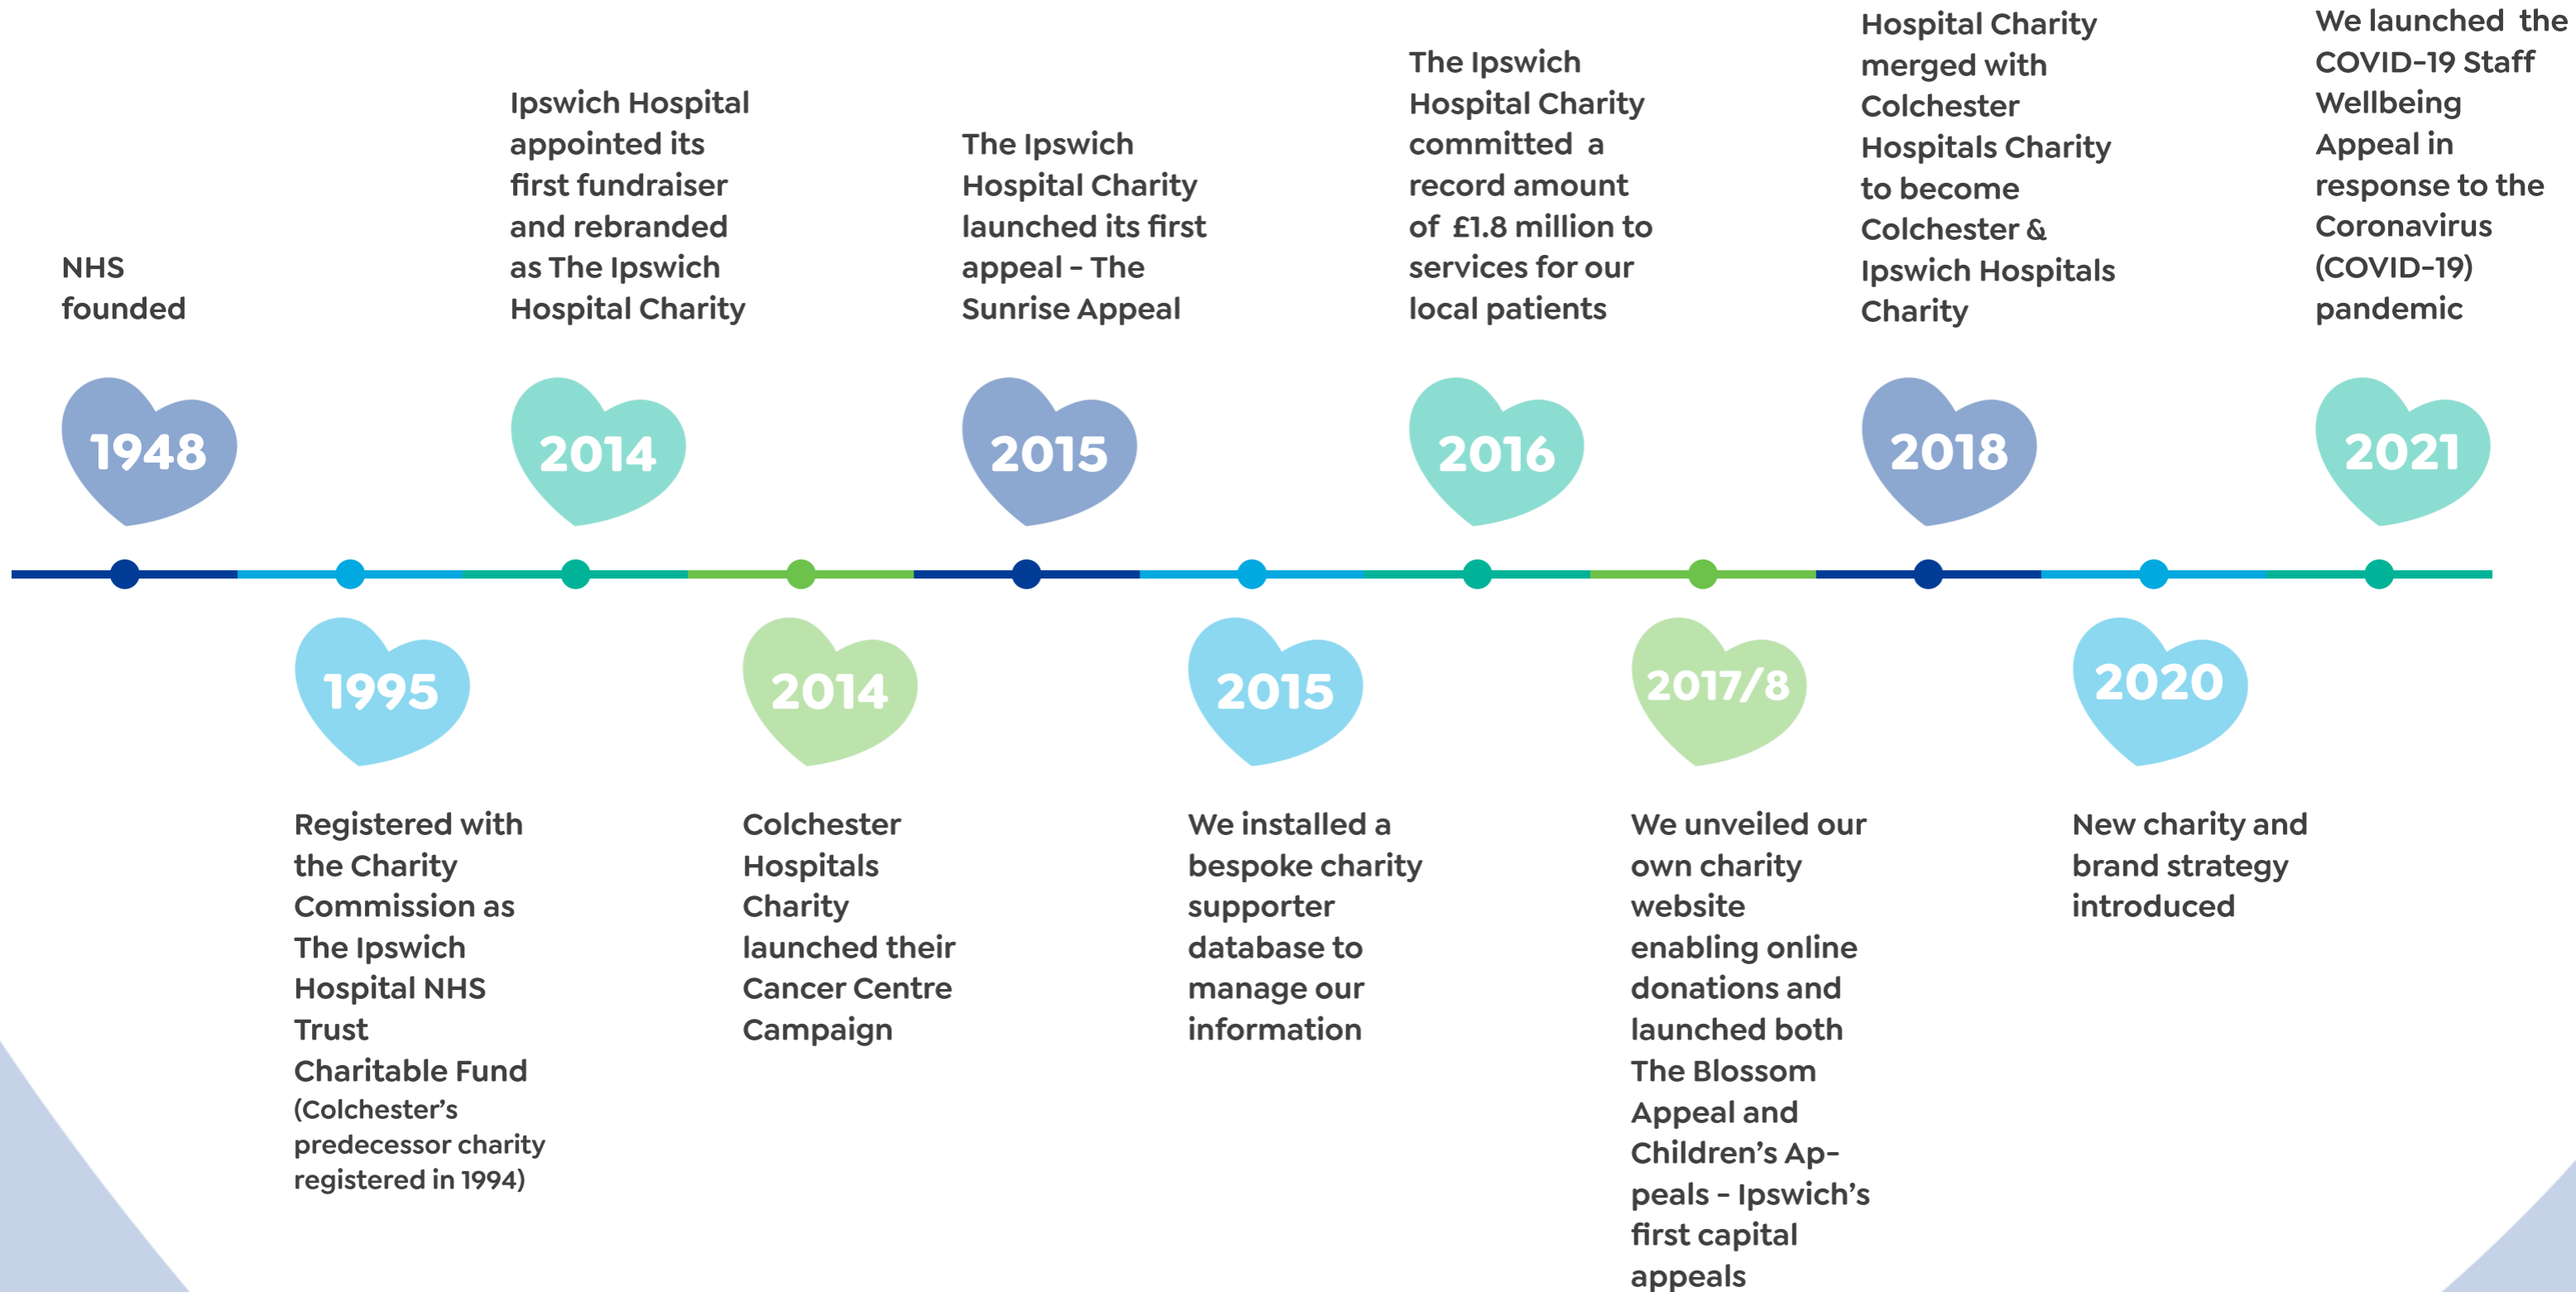 NHS
founded
1948
Registered with
the Charity
Commission as
The Ipswich
Hospital NHS
Trust
Charitable Fund
(Colchester’s
predecessor charity
registered in 1994)
1995
Ipswich Hospital
appointed its
first fundraiser
and rebranded
as The Ipswich
Hospital Charity
2014
2014
Colchester
Hospitals
Charity
launched their
Cancer Centre
Campaign
The Ipswich
Hospital Charity
launched its first
appeal - The
Sunrise Appeal
2015
2015
We installed a
bespoke charity
supporter
database to
manage our
information
The Ipswich
Hospital Charity
committed a
record amount
of £1.8 million to
services for our
local patients
2016
2017/8
We unveiled our
own charity
website
enabling online
donations and
launched both
The Blossom
Appeal and
Children’s Ap-
peals - Ipswich’s
first capital
appeals
Hospital Charity
merged with
Colchester
Hospitals Charity
to become
Colchester &
Ipswich Hospitals
Charity
2018
2020
New charity and
brand strategy
introduced
We launched the
COVID-19 Staff
Wellbeing
Appeal in
response to the
Coronavirus
(COVID-19)
pandemic
2021